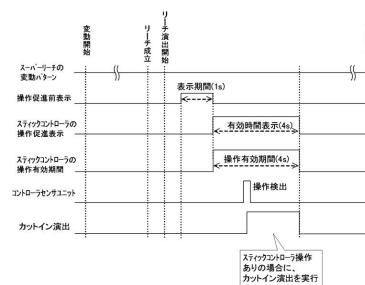 変動開始
リーチ成立
リーチ演出開始
スーパーリーチの
変動パターン
操作促進前表示
表示期間(1s)
スティックコントローラの
操作促進表示
有効時間表示(4s)
スティックコントローラの
操作有効期間
操作有効期間(4s)
コントローラセンサユニット
操作検出
カットイン演出
スティックコントローラ操作
ありの場合に、
カットイン演出を実行